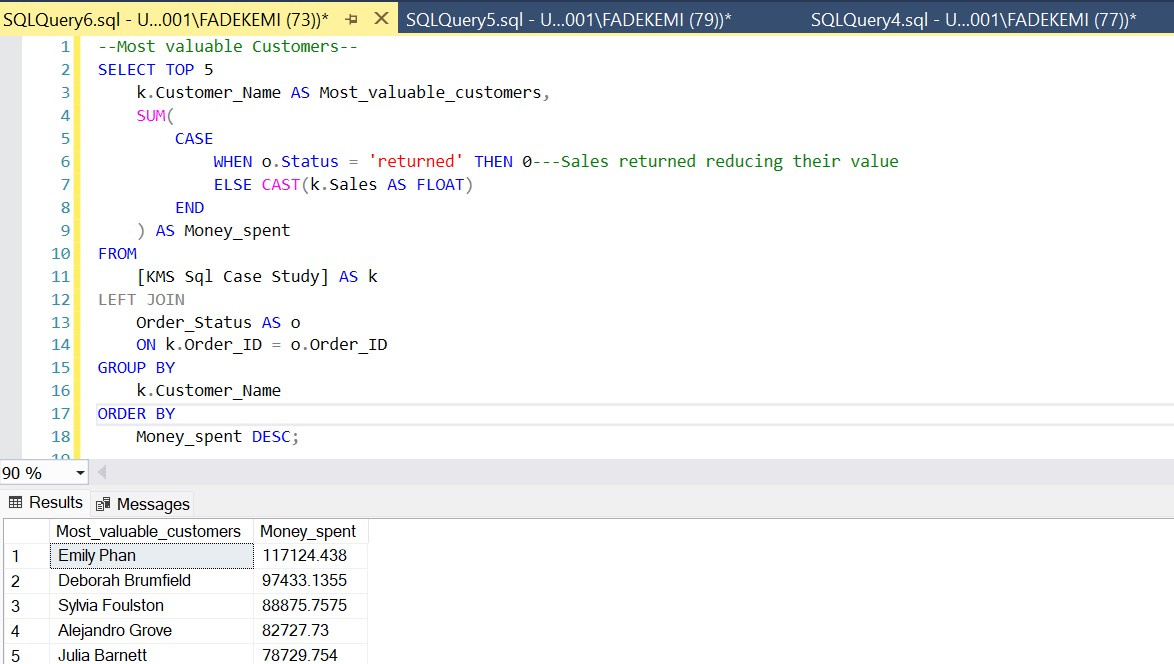 SQLQuery6.sql - U...001\FADEKEMI (73))* SQLQuery5.sql - U...001\FADEKEMI (79))* SQLQuery4.sql - U...001\FADEKEMI (77))*
1 --Most valuable Customers--
2 SELECT TOP 5
3 k.Customer_Name AS Most_valuable_customers,
4 SUM(
5 CASE
6 WHEN o.Status = 'returned' THEN 0---Sales returned reducing their value
7 ELSE CAST(k.Sales AS FLOAT)
8 END
9 ) AS Money_spent
10 FROM
11 [KMS Sql Case Study] AS k
12 LEFT JOIN
13 Order_Status AS o
14 ON k.Order_ID = o.Order_ID
15 GROUP BY
16 k.Customer_Name
17 ORDER BY
18 Money_spent DESC;
19
90 %
Results Messages
Most_valuable_customers Money_spent
1 Emily Phan 117124.438
2 Deborah Brumfield 97433.1355
3 Sylvia Foulston 88875.7575
4 Alejandro Grove 82727.73
5 Julia Barnett 78729.754